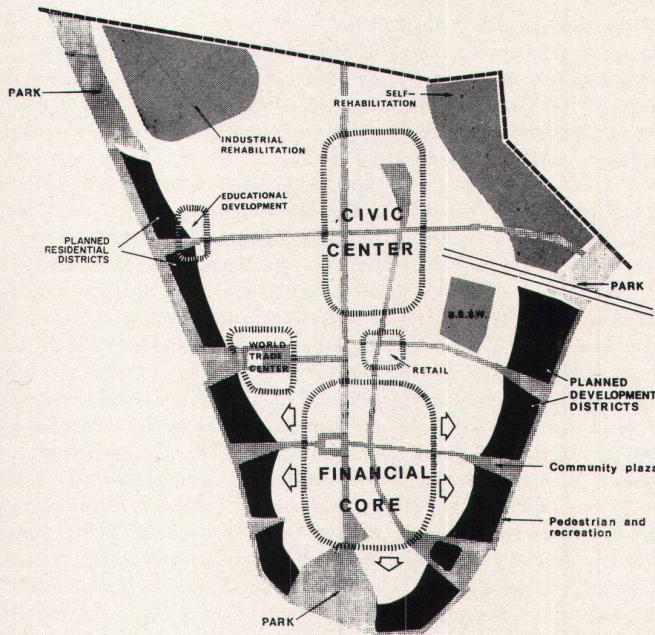 PARK
INDUSTRIAL
REHABILITATION
SELF-
REHABILITATION
EDUCATIONAL
DEVELOPMENT
CIVIC
CENTER
PLANNED
RESIDENTIAL
DISTRICTS
PARK
B.B.&W.
WORLD
TRADE
CENTER
RETAIL
PLANNED
DEVELOPMENT
DISTRICTS
FINANCIAL
CORE
Community plaza
Pedestrian and
recreation
PARK